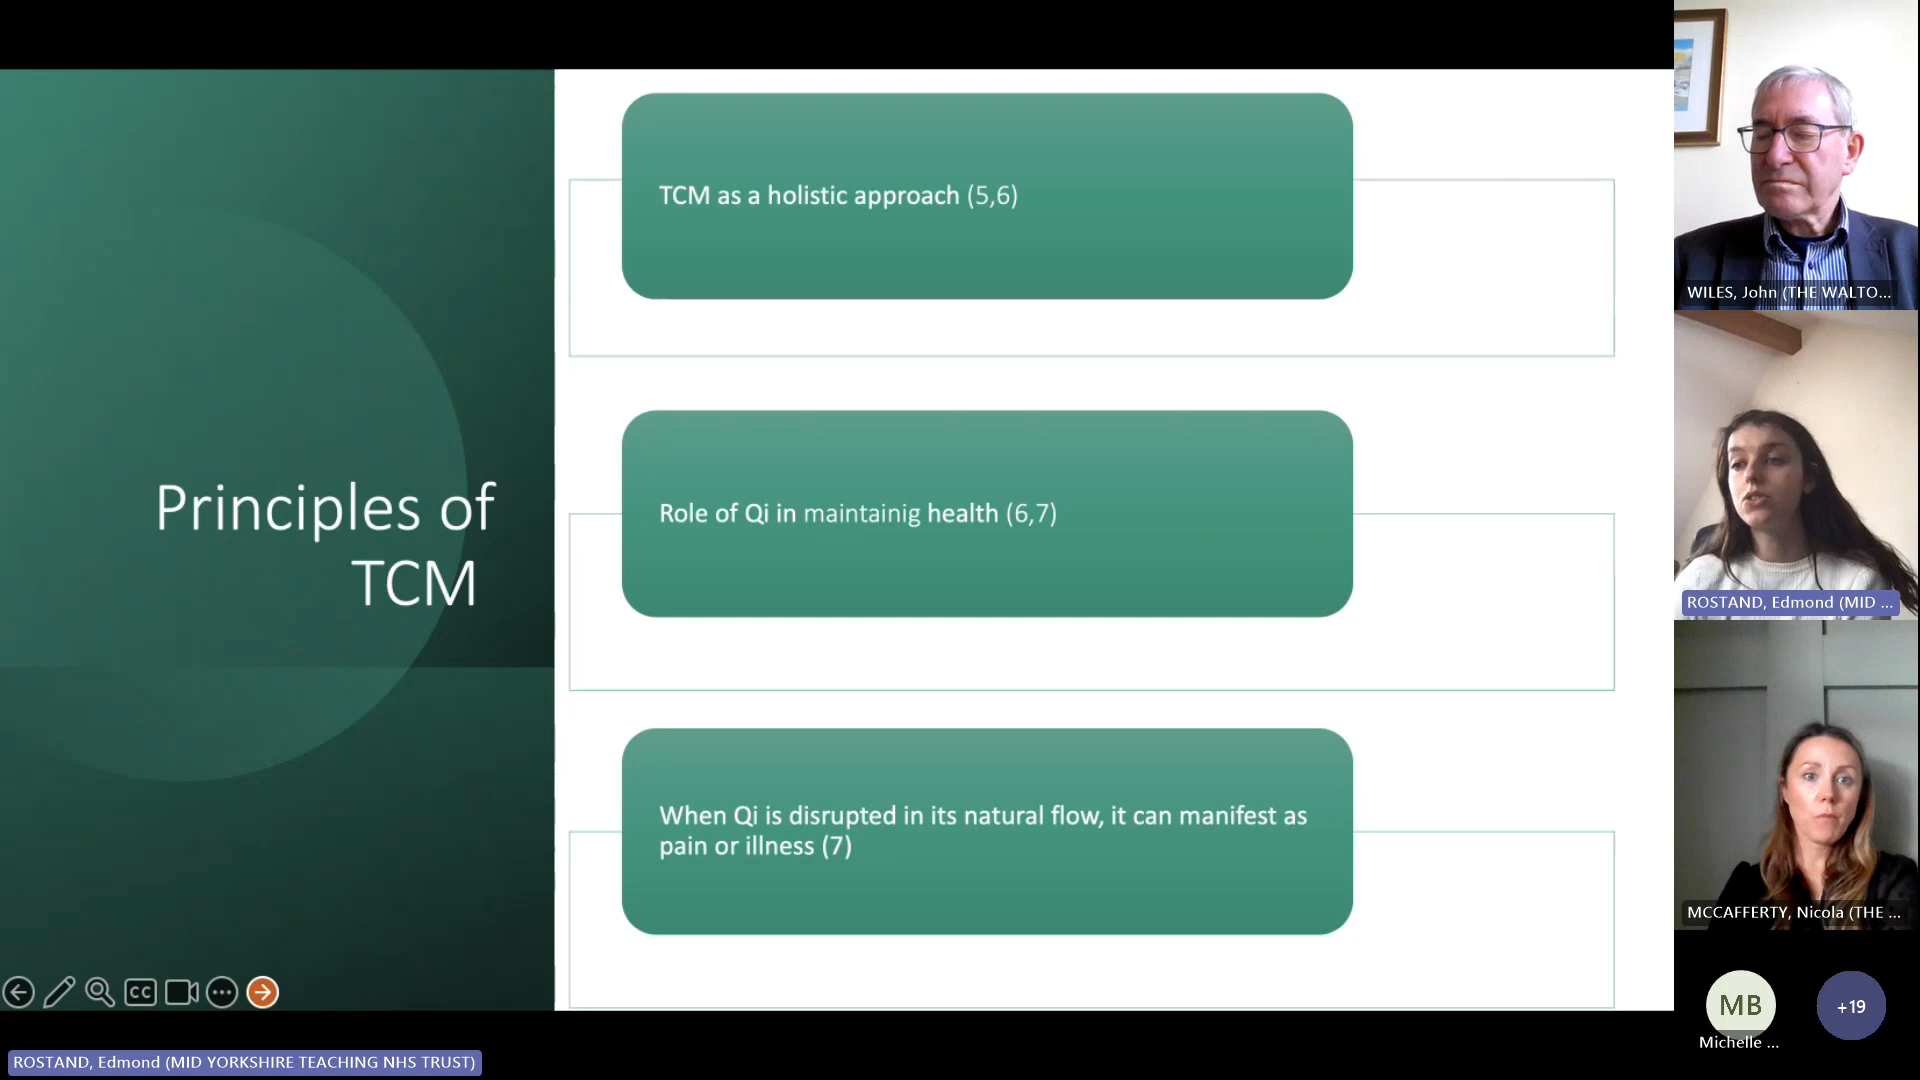 Principles of
TCM
TCM as a holistic approach (5,6)
Role of Qi in maintainig health (6,7)
When Qi is disrupted in its natural flow, it can manifest as
pain or illness (7)
CC
ROSTAND, Edmond (MID YORKSHIRE TEACHING NHS TRUST)
WILES, John (THE WALTO...
ROSTAND, Edmond (MID ...
MCCAFFERTY, Nicola (THE ...
MB
+19
Michelle ...